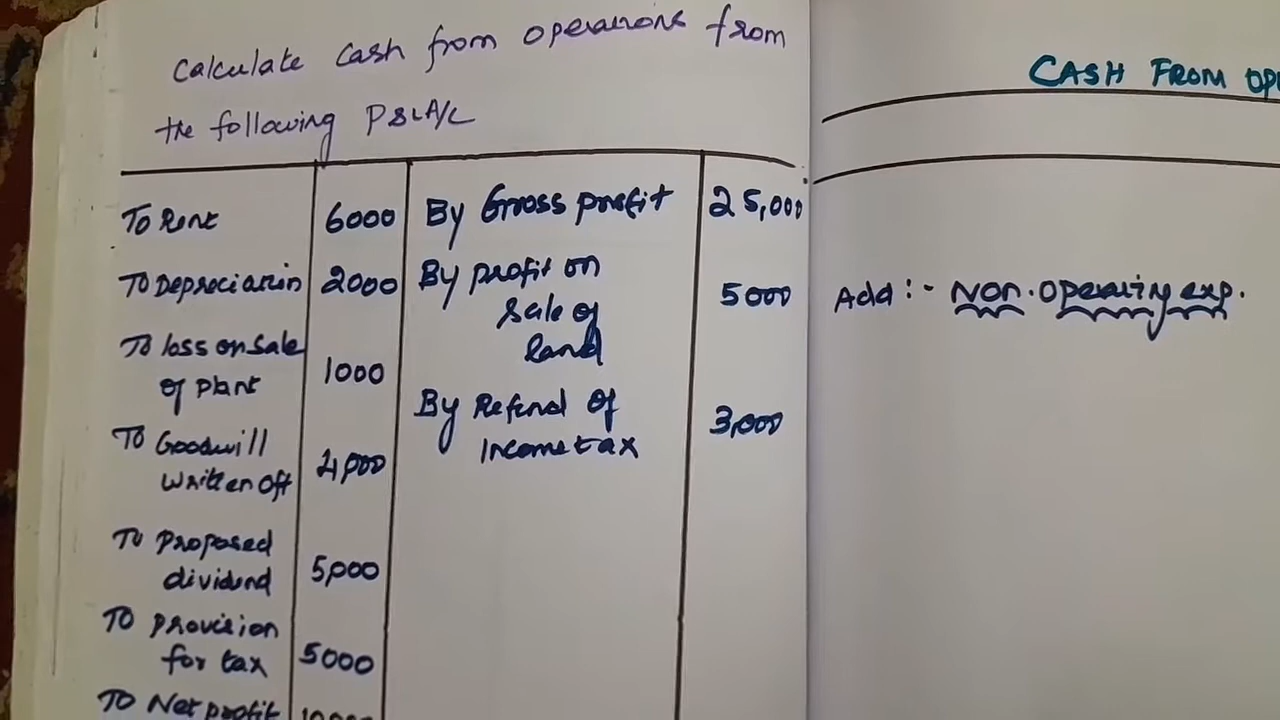 Calculate cash from operations from
the following P&L A/C
To Rent 6000
To Depreciation 2000
To loss on sale
of plant 1000
To Goodwill
written off 4,000
To proposed
dividend 5,000
To provision
for tax 5000
To Net profit
By Gross profit 25,000
By profit on
sale of
land 5000
By Refund of
Income tax 3,000
CASH FROM OPE
Add :- Non. Operating exp.